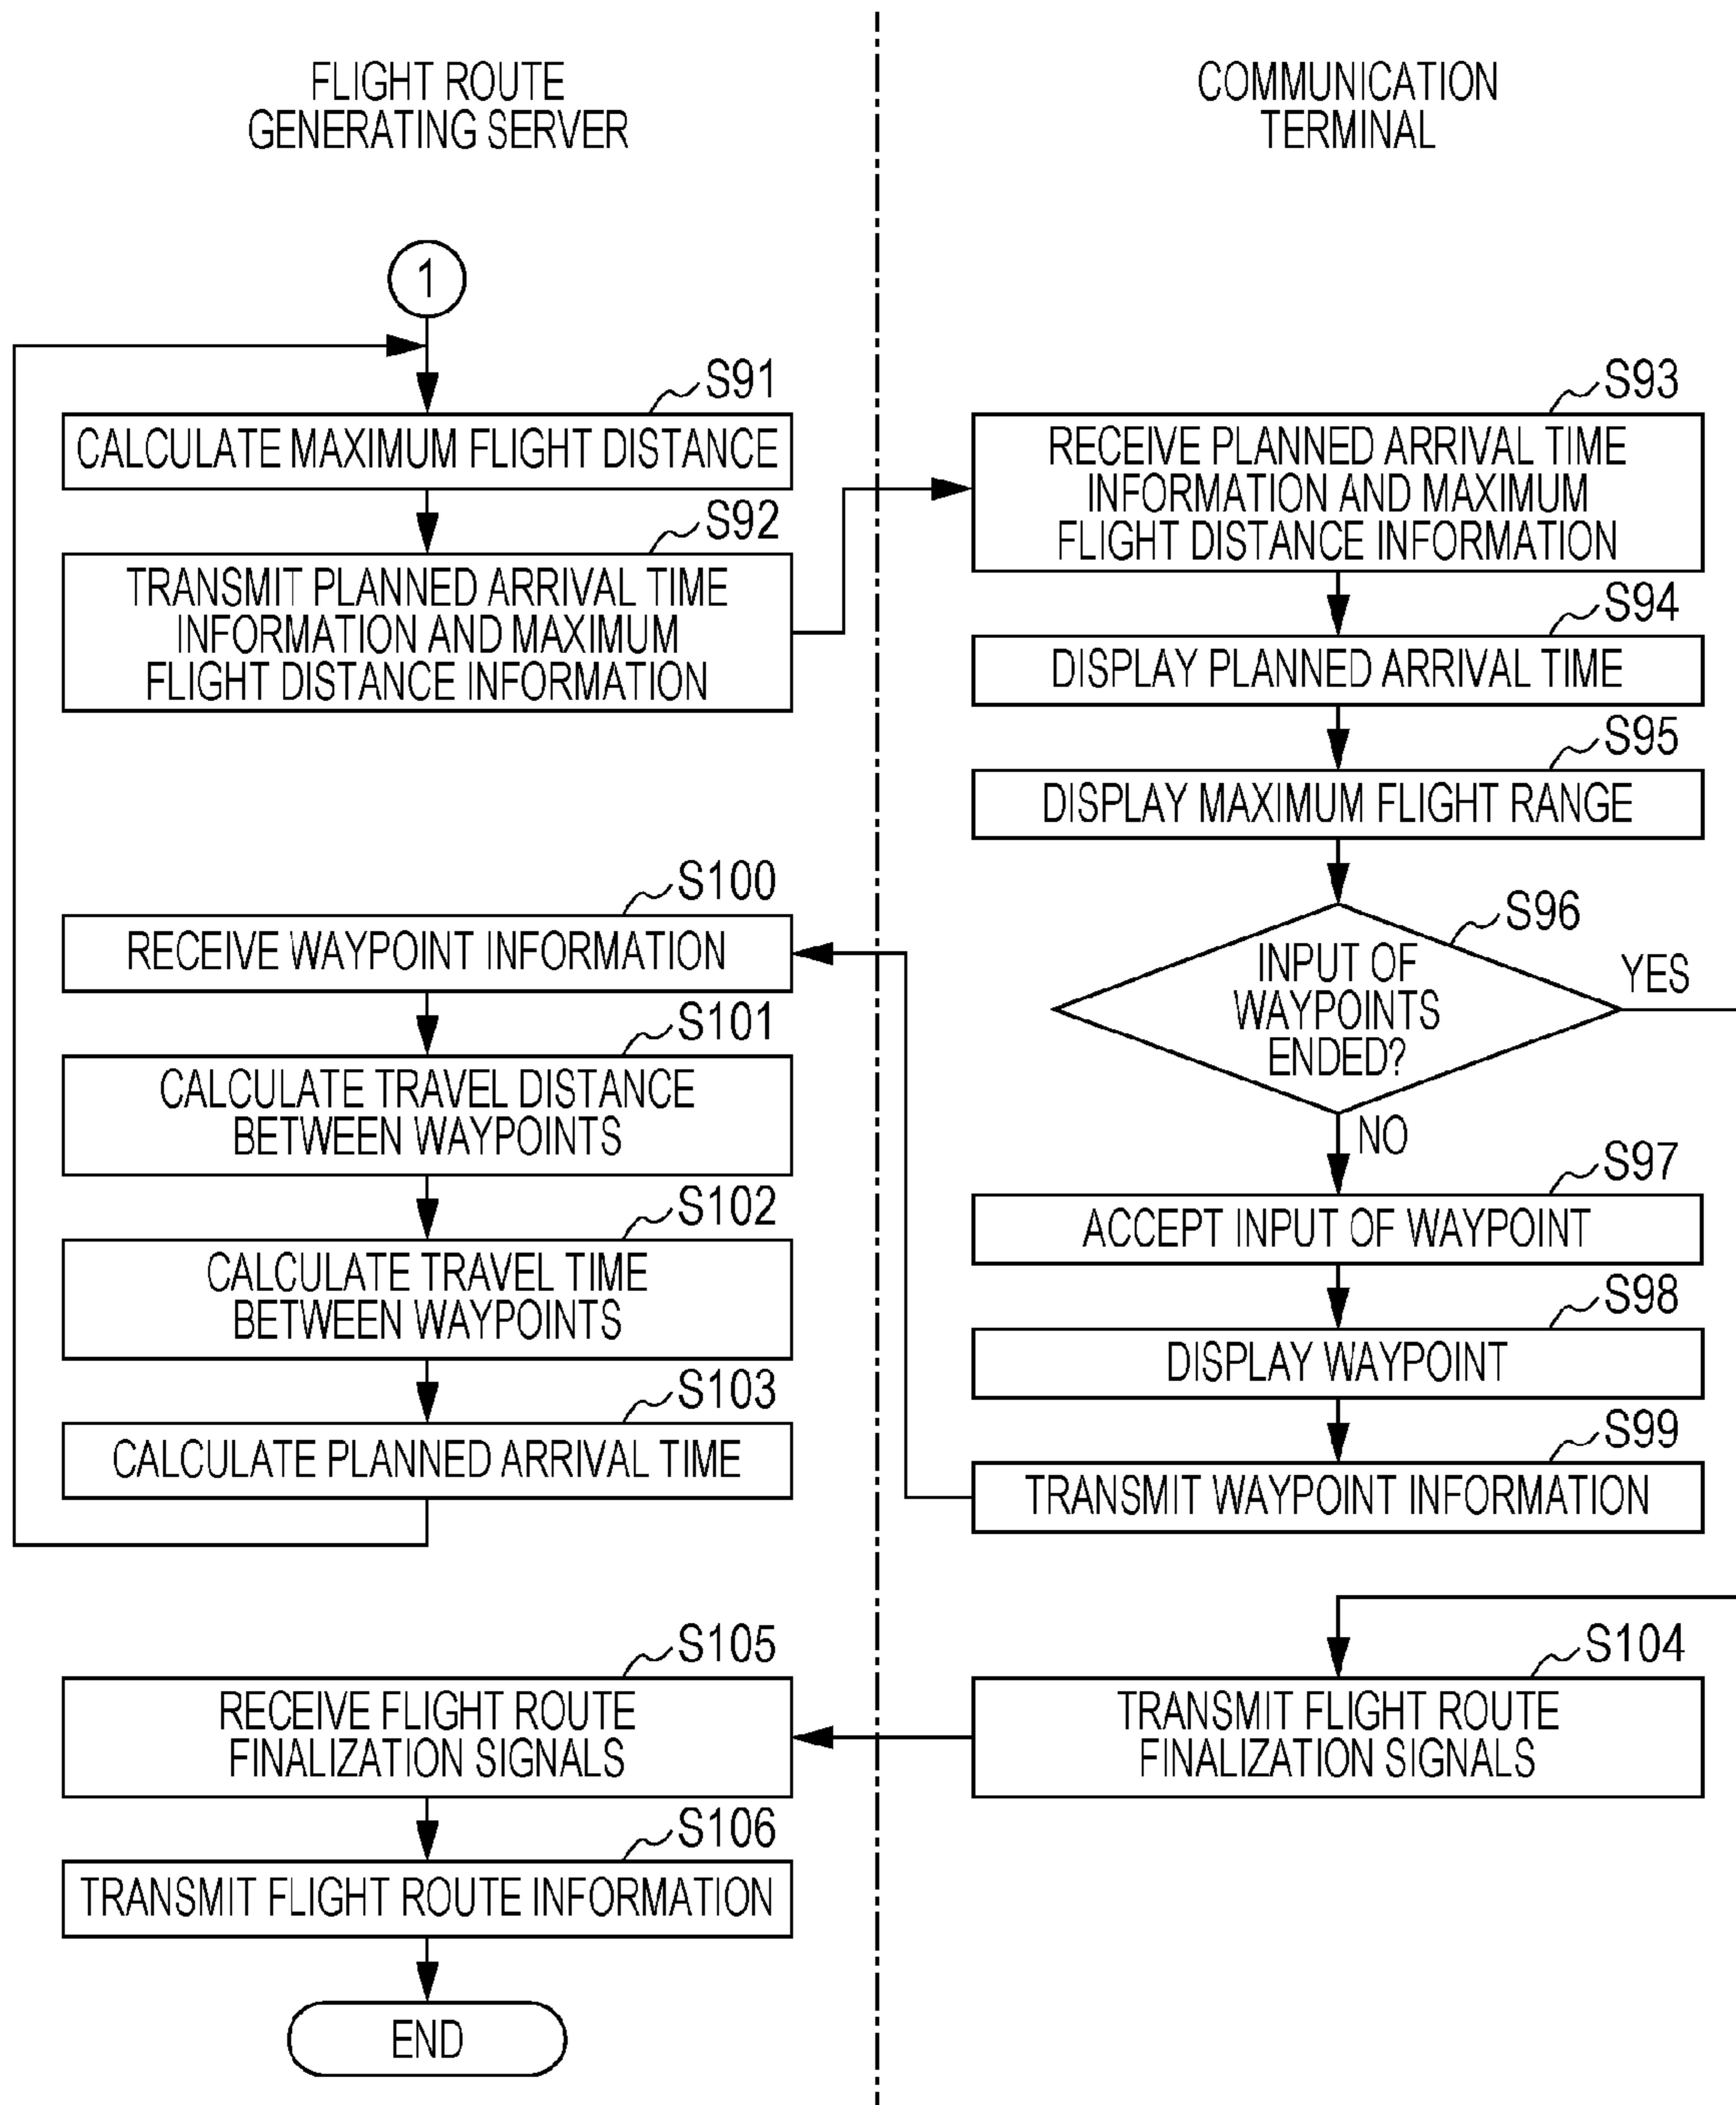 FLIGHT ROUTE
GENERATING SERVER
COMMUNICATION
TERMINAL
1
S91
CALCULATE MAXIMUM FLIGHT DISTANCE
S92
TRANSMIT PLANNED ARRIVAL TIME
INFORMATION AND MAXIMUM
FLIGHT DISTANCE INFORMATION
S93
RECEIVE PLANNED ARRIVAL TIME
INFORMATION AND MAXIMUM
FLIGHT DISTANCE INFORMATION
S94
DISPLAY PLANNED ARRIVAL TIME
S95
DISPLAY MAXIMUM FLIGHT RANGE
S96
INPUT OF
WAYPOINTS
ENDED?
YES
NO
S97
ACCEPT INPUT OF WAYPOINT
S98
DISPLAY WAYPOINT
S99
TRANSMIT WAYPOINT INFORMATION
S100
RECEIVE WAYPOINT INFORMATION
S101
CALCULATE TRAVEL DISTANCE
BETWEEN WAYPOINTS
S102
CALCULATE TRAVEL TIME
BETWEEN WAYPOINTS
S103
CALCULATE PLANNED ARRIVAL TIME
S104
TRANSMIT FLIGHT ROUTE
FINALIZATION SIGNALS
S105
RECEIVE FLIGHT ROUTE
FINALIZATION SIGNALS
S106
TRANSMIT FLIGHT ROUTE INFORMATION
END